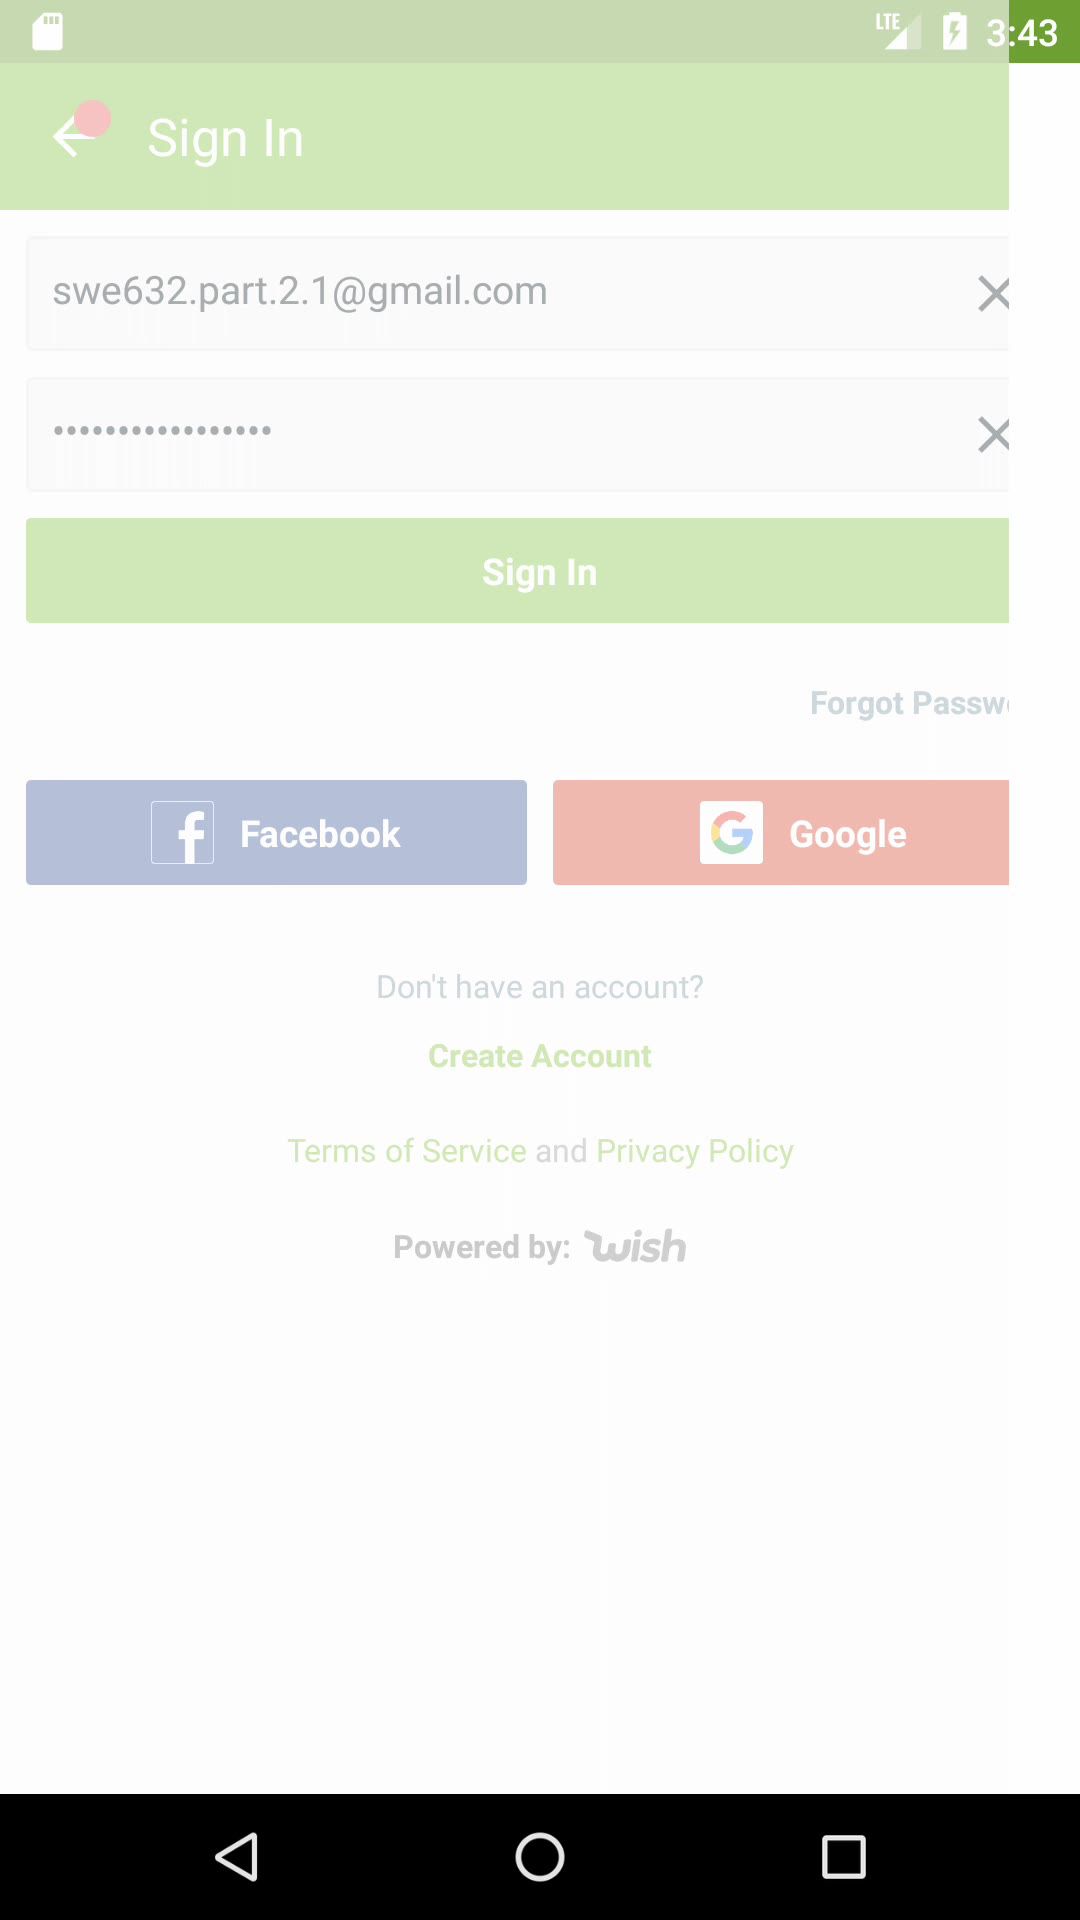 LTE 3:43
Sign In
swe632.part.2.1@gmail.com
•••••••••••••••••
Sign In
Forgot Passw
Facebook
Google
Don't have an account?
Create Account
Terms of Service and Privacy Policy
Powered by: wish